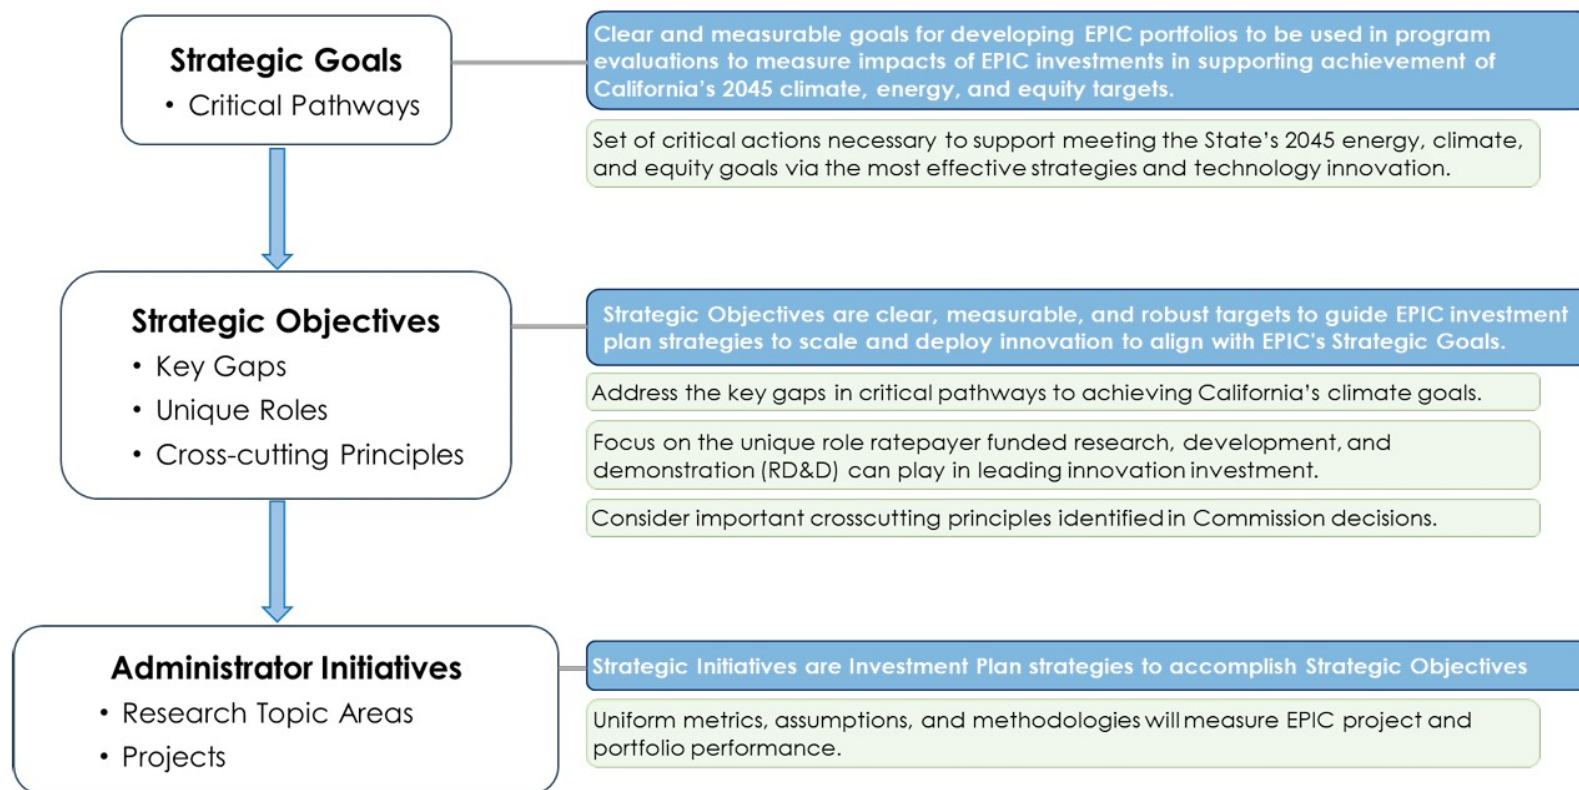 Strategic Goals
• Critical Pathways
Clear and measurable goals for developing EPIC portfolios to be used in program
evaluations to measure impacts of EPIC investments in supporting achievement of
California's 2045 climate, energy, and equity targets.
Set of critical actions necessary to support meeting the State's 2045 energy, climate,
and equity goals via the most effective strategies and technology innovation.
Strategic Objectives
• Key Gaps
• Unique Roles
• Cross-cutting Principles
Strategic Objectives are clear, measurable, and robust targets to guide EPIC investment
plan strategies to scale and deploy innovation to align with EPIC's Strategic Goals.
Address the key gaps in critical pathways to achieving California's climate goals.
Focus on the unique role ratepayer funded research, development, and
demonstration (RD&D) can play in leading innovation investment.
Consider important crosscutting principles identified in Commission decisions.
Administrator Initiatives
• Research Topic Areas
• Projects
Strategic Initiatives are Investment Plan strategies to accomplish Strategic Objectives
Uniform metrics, assumptions, and methodologies will measure EPIC project and
portfolio performance.